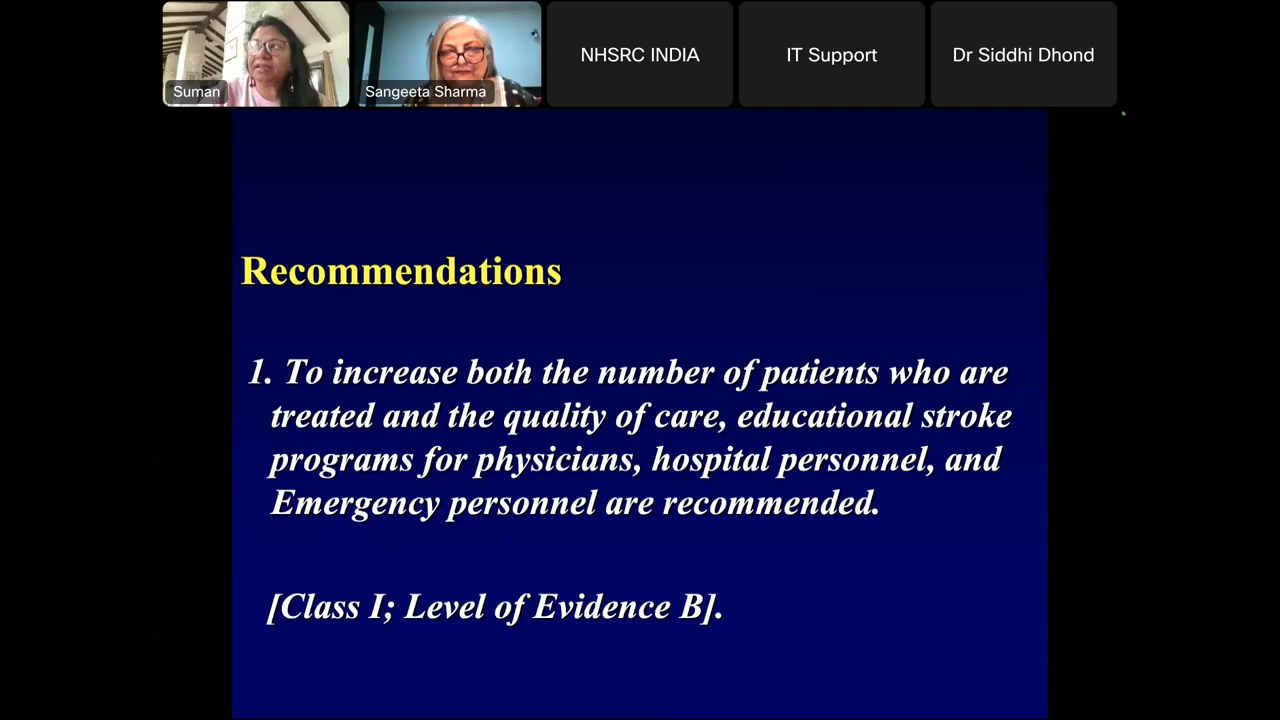 Suman
Sangeeta Sharma
NHSRC INDIA
IT Support
Dr Siddhi Dhond
Recommendations
1. To increase both the number of patients who are
treated and the quality of care, educational stroke
programs for physicians, hospital personnel, and
Emergency personnel are recommended.
[Class I; Level of Evidence B].